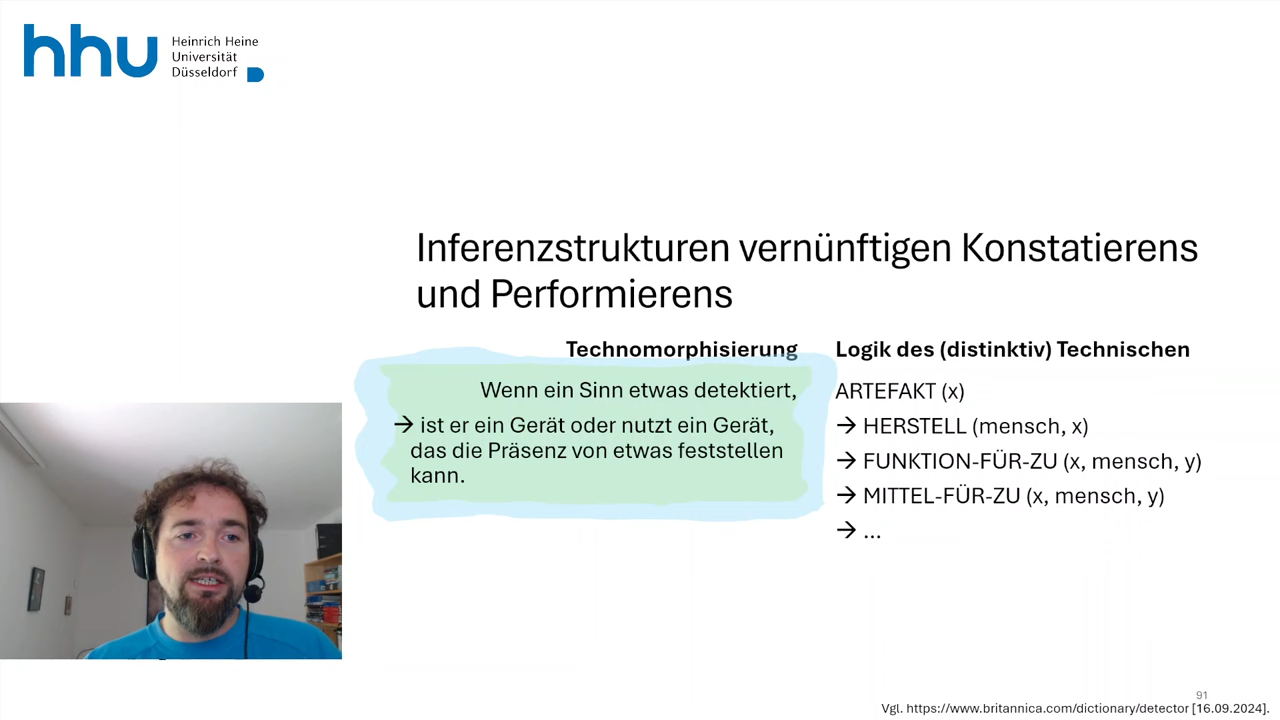 hhu
Heinrich Heine
Universität
Düsseldorf
Inferenzstrukturen vernünftigen Konstatierens
und Performierens
Technomorphisierung
Wenn ein Sinn etwas detektiert,
→ ist er ein Gerät oder nutzt ein Gerät,
das die Präsenz von etwas feststellen
kann.
Logik des (distinktiv) Technischen
ARTEFAKT (x)
→ HERSTELL (mensch, x)
→ FUNKTION-FÜR-ZU (x, mensch, y)
→ MITTEL-FÜR-ZU (x, mensch, y)
→ ...
91
Vgl. https://www.britannica.com/dictionary/detector [16.09.2024].